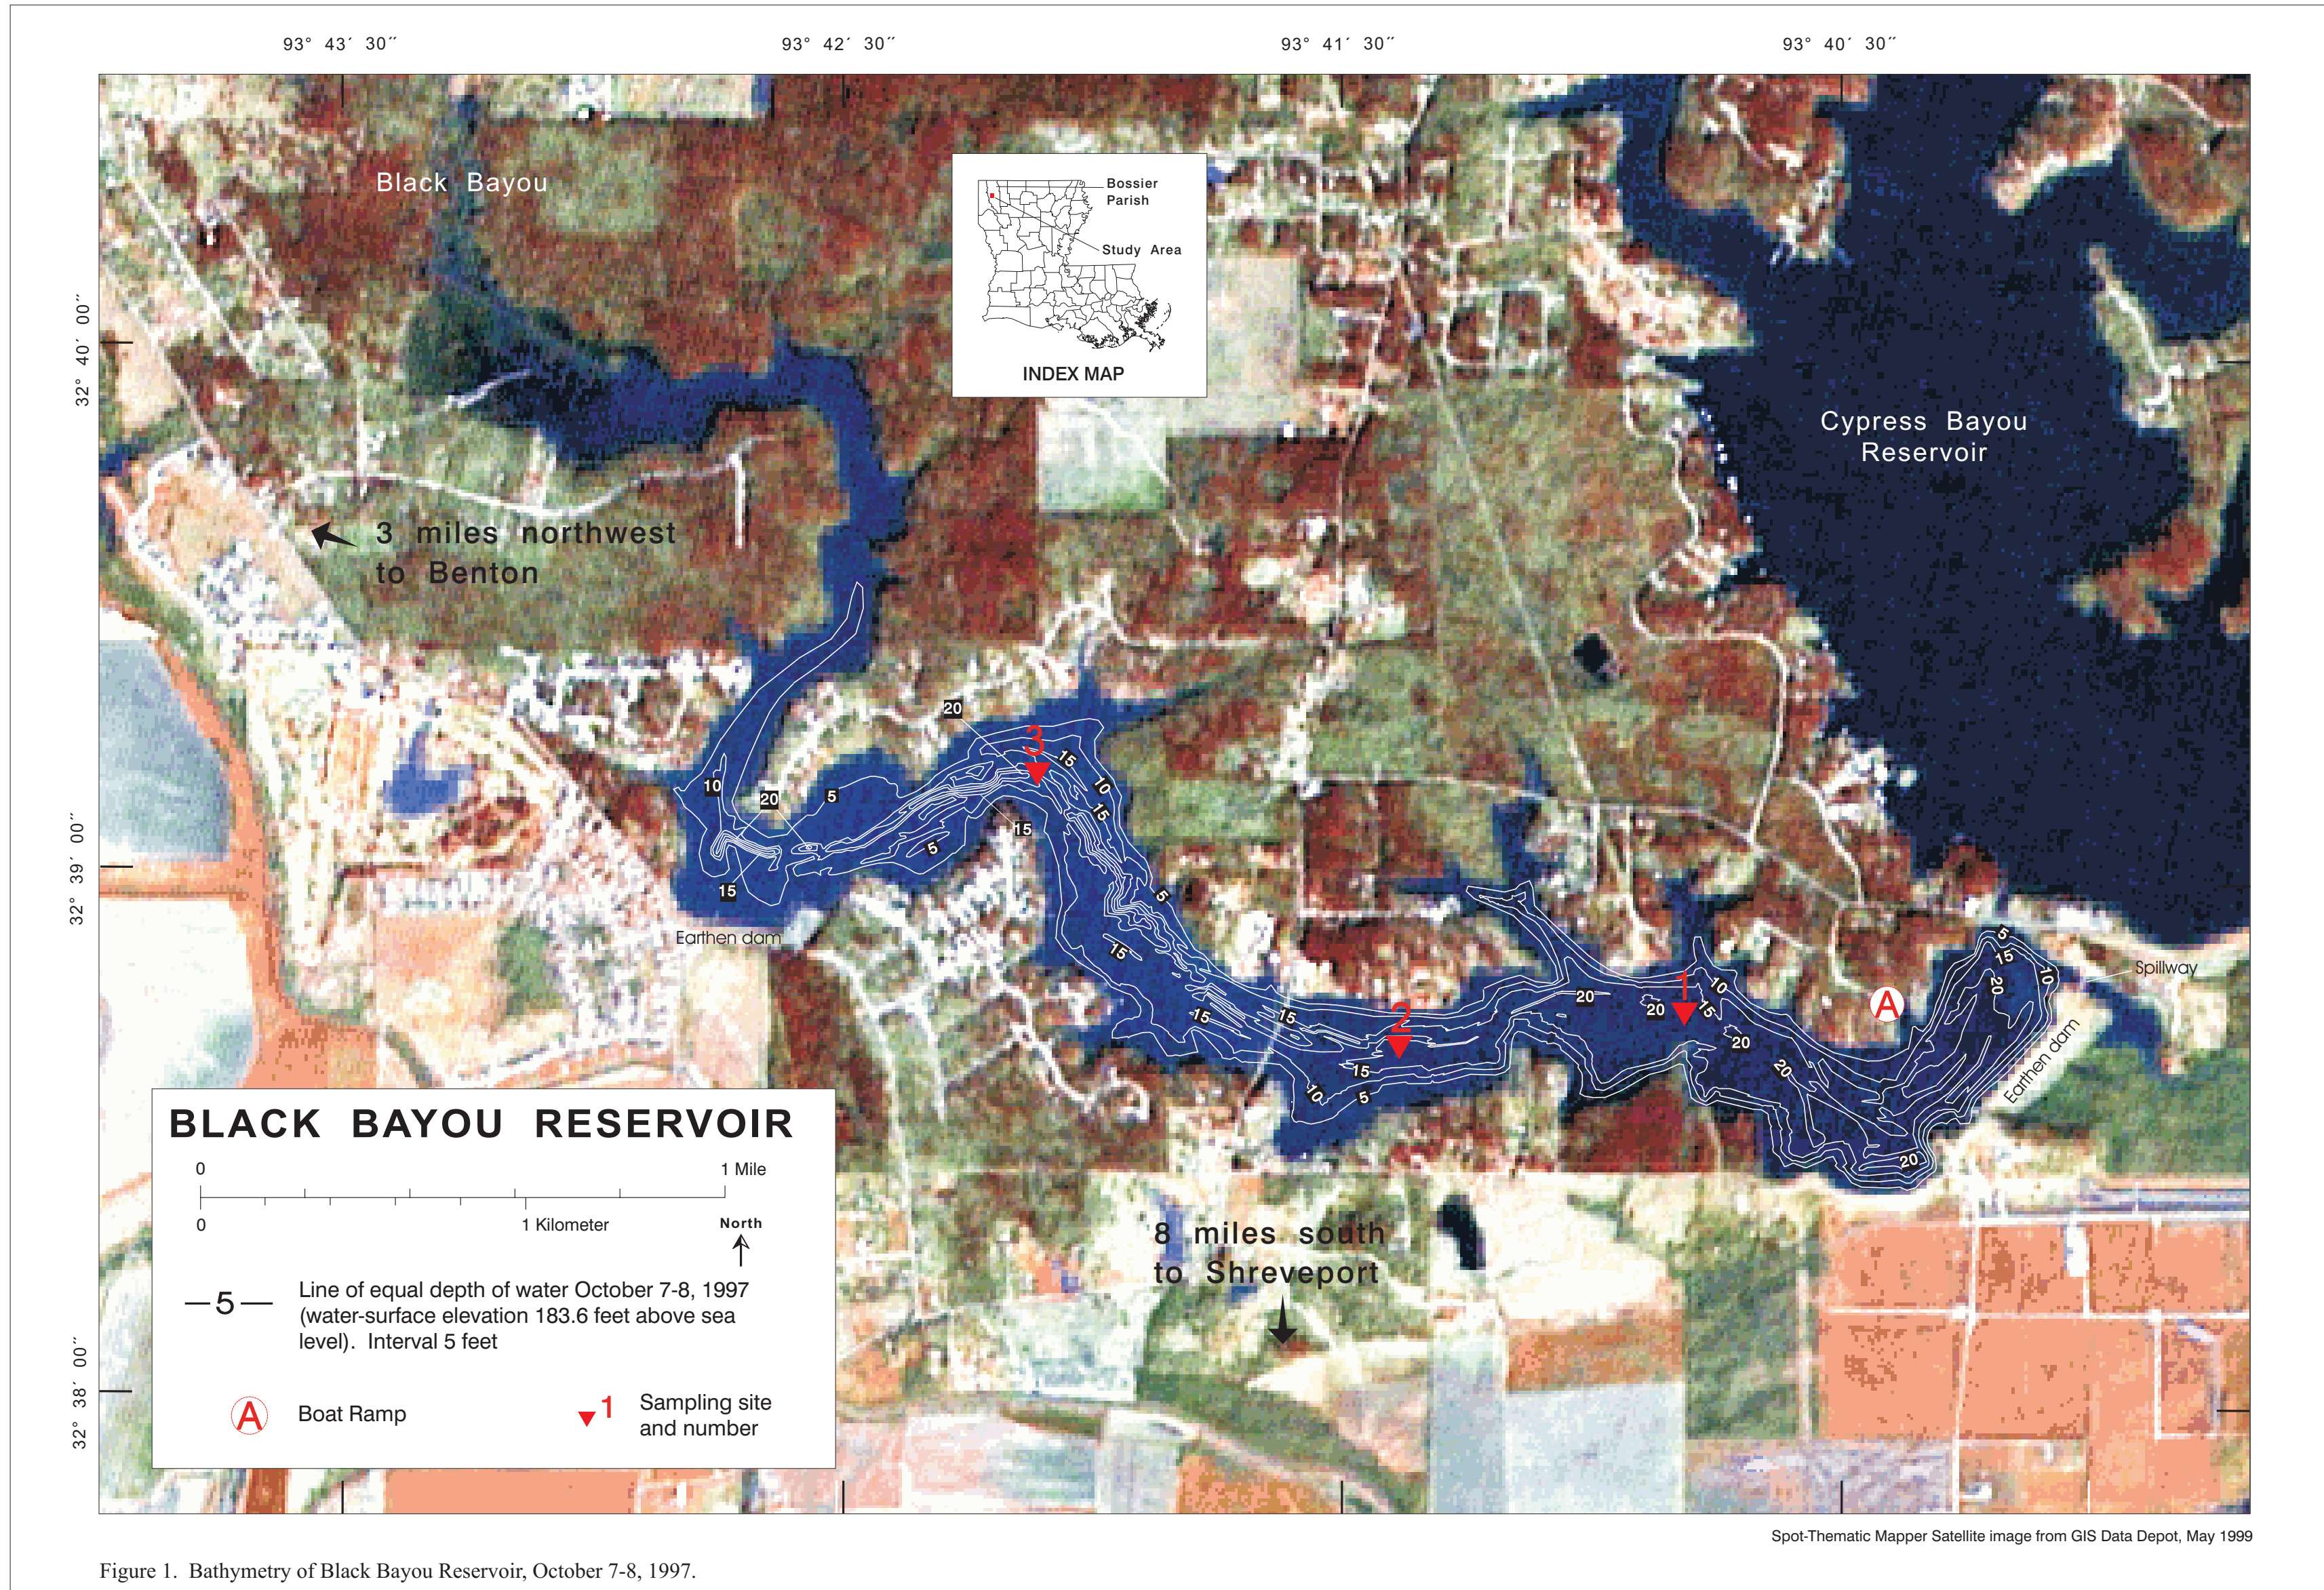 93° 43´ 30˝
93° 42´ 30˝
93° 41´ 30˝
93° 40´ 30˝
32° 40´ 00˝
32° 39´ 00˝
32° 38´ 00˝
Black Bayou
Bossier
Parish
Study Area
INDEX MAP
Cypress Bayou
Reservoir
3 miles northwest
to Benton
20
3
15
10
10
20
5
15
15
5
15
5
Earthen dam
15
15
15
2
15
10
5
20
20
1
10
15
20
20
A
5
15
10
20
20
Spillway
Earthen dam
8 miles south
to Shreveport
BLACK BAYOU RESERVOIR
0
1 Mile
0
1 Kilometer
North
5
Line of equal depth of water October 7-8, 1997
(water-surface elevation 183.6 feet above sea
level). Interval 5 feet
A
Boat Ramp
1
Sampling site
and number
Spot-Thematic Mapper Satellite image from GIS Data Depot, May 1999
Figure 1. Bathymetry of Black Bayou Reservoir, October 7-8, 1997.